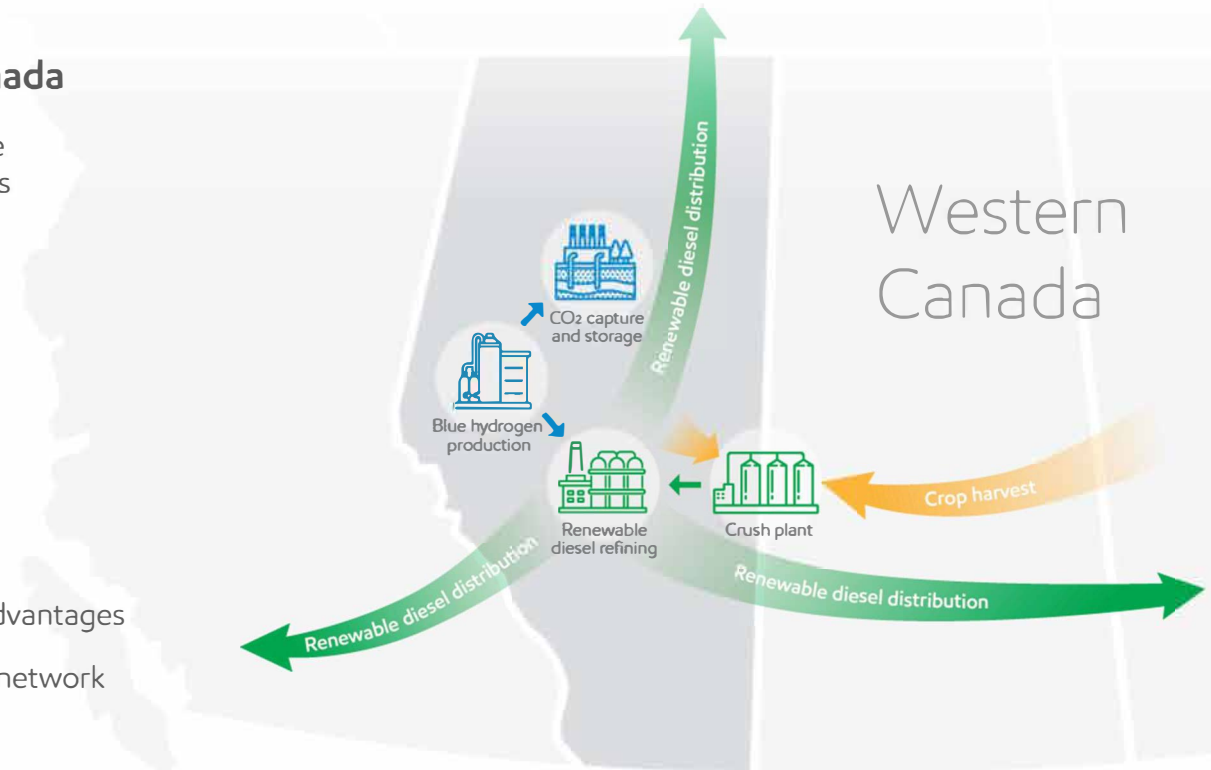 nada
e
s
dvantages
network
Western
Canada
Renewable diesel distribution
CO₂ capture
and storage
Blue hydrogen
production
Renewable
diesel refining
Crush plant
Crop harvest
Renewable diesel distribution
Renewable diesel distribution